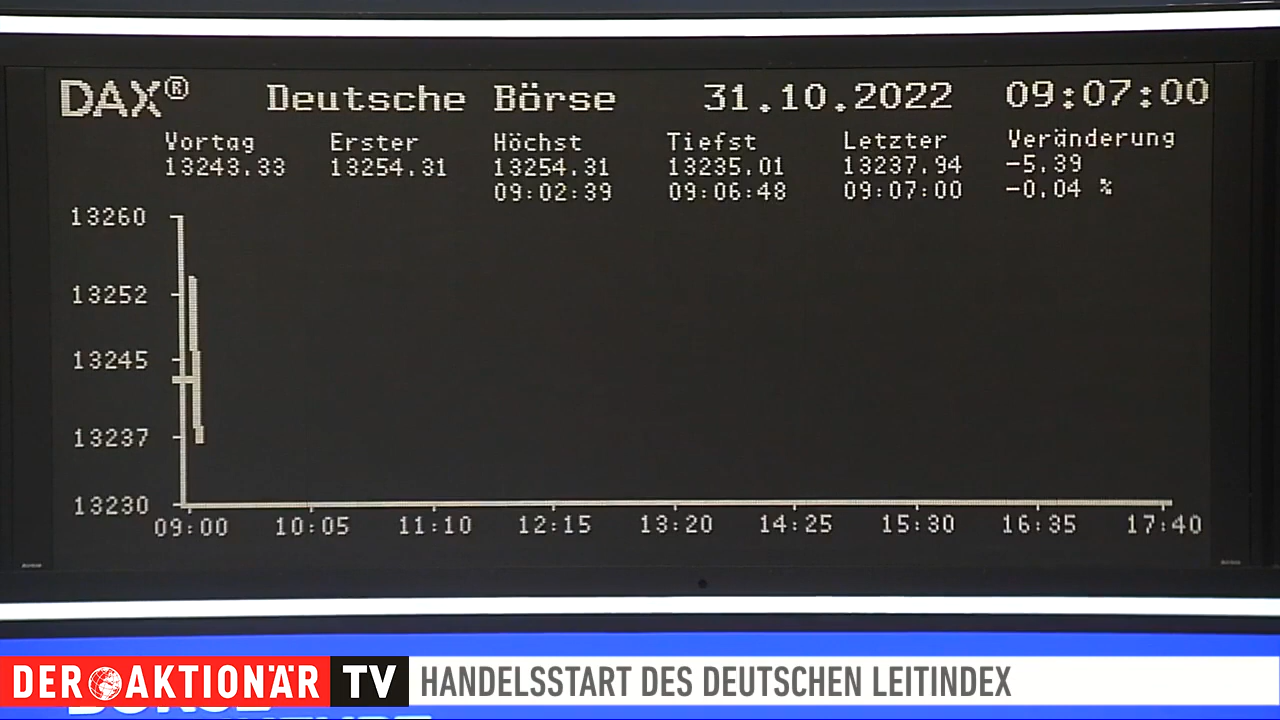 DAX® Deutsche Börse 31.10.2022 09:07:00
Vortag Erster Höchst Tiefst Letzter Veränderung
13243.33 13254.31 13254.31 13235.01 13237.94 -5.39
09:02:39 09:06:48 09:07:00 -0.04 %
13260
13252
13245
13237
13230
09:00 10:05 11:10 12:15 13:20 14:25 15:30 16:35 17:40
DER AKTIONÄR TV HANDELSSTART DES DEUTSCHEN LEITINDEX